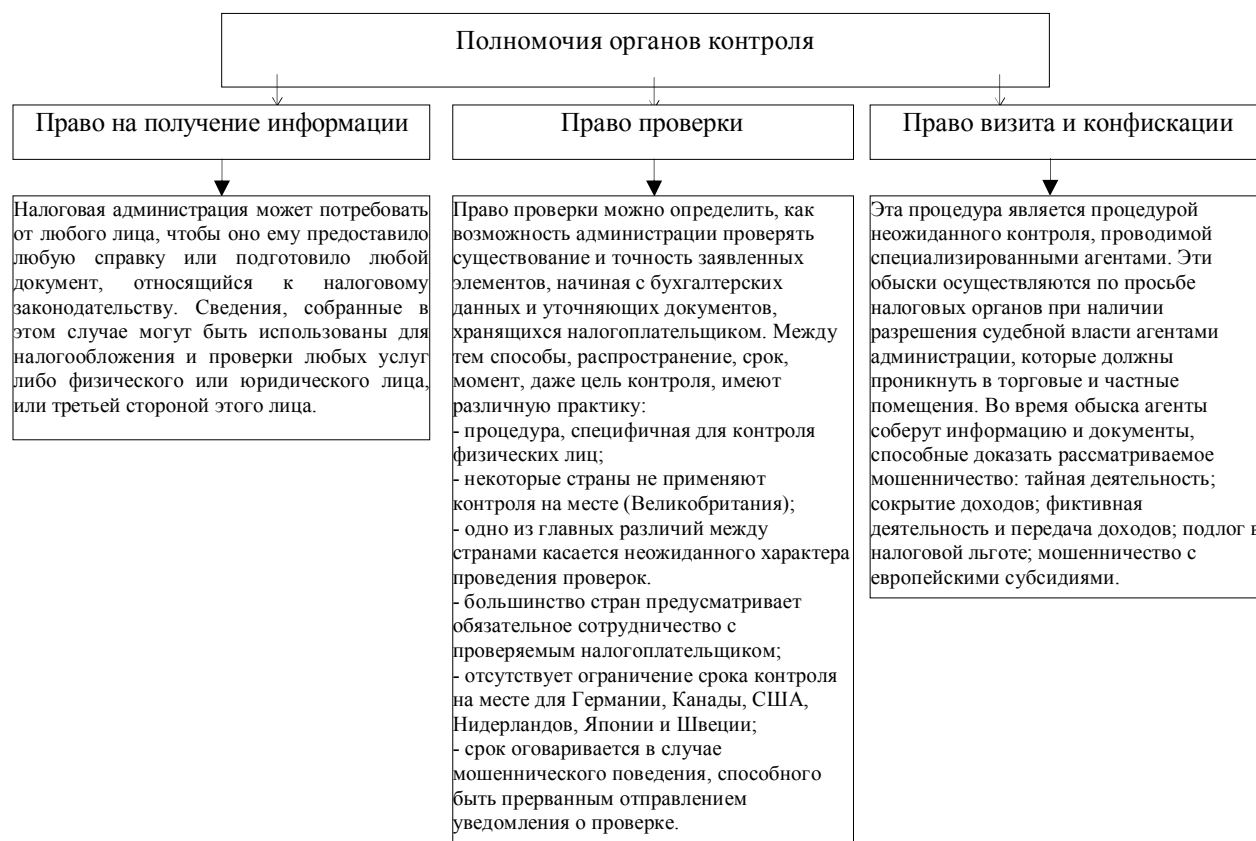 Полномочия органов контроля
Право на получение информации
Право проверки
Право визита и конфискации
Налоговая администрация может потребовать
от любого лица, чтобы оно ему предоставило
любую справку или подготовило любой
документ, относящийся к налоговому
законодательству. Сведения, собранные в
этом случае могут быть использованы для
налогообложения и проверки любых услуг
либо физического или юридического лица,
или третьей стороной этого лица.
Право проверки можно определить, как
возможность администрации проверять
существование и точность заявленных
элементов, начиная с бухгалтерских
данных и уточняющих документов,
хранящихся налогоплательщиком. Между
тем способы, распространение, срок,
момент, даже цель контроля, имеют
различную практику:
- процедура, специфичная для контроля
физических лиц;
- некоторые страны не применяют
контроля на месте (Великобритания);
- одно из главных различий между
странами касается неожиданного характера
проведения проверок.
- большинство стран предусматривает
обязательное сотрудничество с
проверяемым налогоплательщиком;
- отсутствует ограничение срока контроля
на месте для Германии, Канады, США,
Нидерландов, Японии и Швеции;
- срок оговаривается в случае
мошеннического поведения, способного
быть прерванным отправлением
уведомления о проверке.
Эта процедура является процедурой
неожиданного контроля, проводимой
специализированными агентами. Эти
обыски осуществляются по просьбе
налоговых органов при наличии
разрешения судебной власти агентами
администрации, которые должны
проникнуть в торговые и частные
помещения. Во время обыска агенты
соберут информацию и документы,
способные доказать рассматриваемое
мошенничество: тайная деятельность;
сокрытие доходов; фиктивная
деятельность и передача доходов; подлог в
налоговой льготе; мошенничество с
европейскими субсидиями.